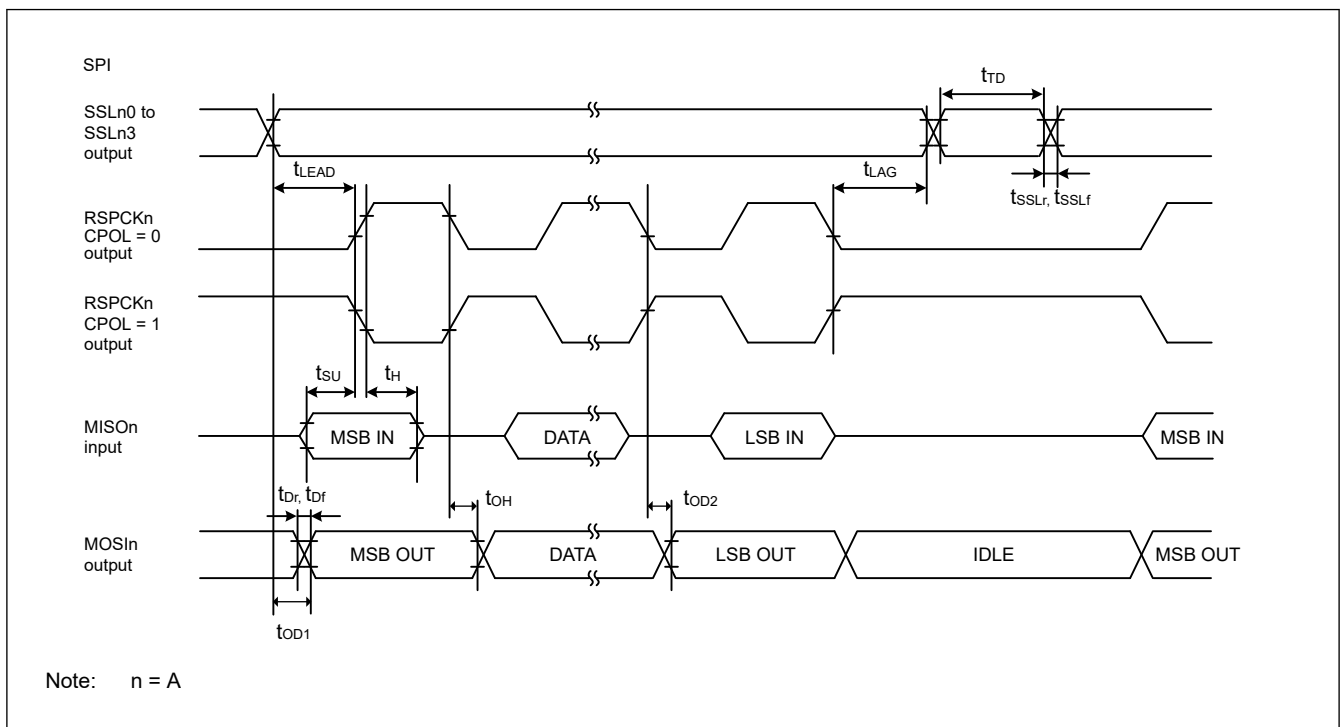 SPI
tTD
SSLn0 to
SSLn3
output
tLEAD
tLAG
tSSLr, tSSLf
RSPCKn
CPOL = 0
output
RSPCKn
CPOL = 1
output
tSU
tH
MISOn
input
MSB IN
DATA
LSB IN
MSB IN
tDr, tDf
tOH
tOD2
MOSIn
output
MSB OUT
DATA
LSB OUT
IDLE
MSB OUT
tOD1
Note: n = A